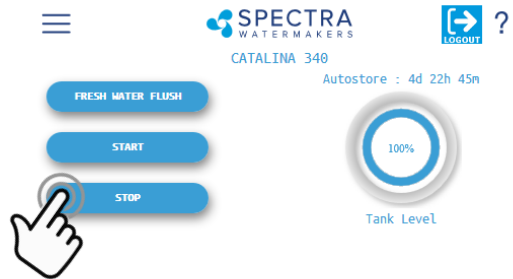 SPECTRA
WATERMAKERS
LOGOUT
?
CATALINA 340
Autostore : 4d 22h 45m
FRESH WATER FLUSH
START
100%
STOP
Tank Level